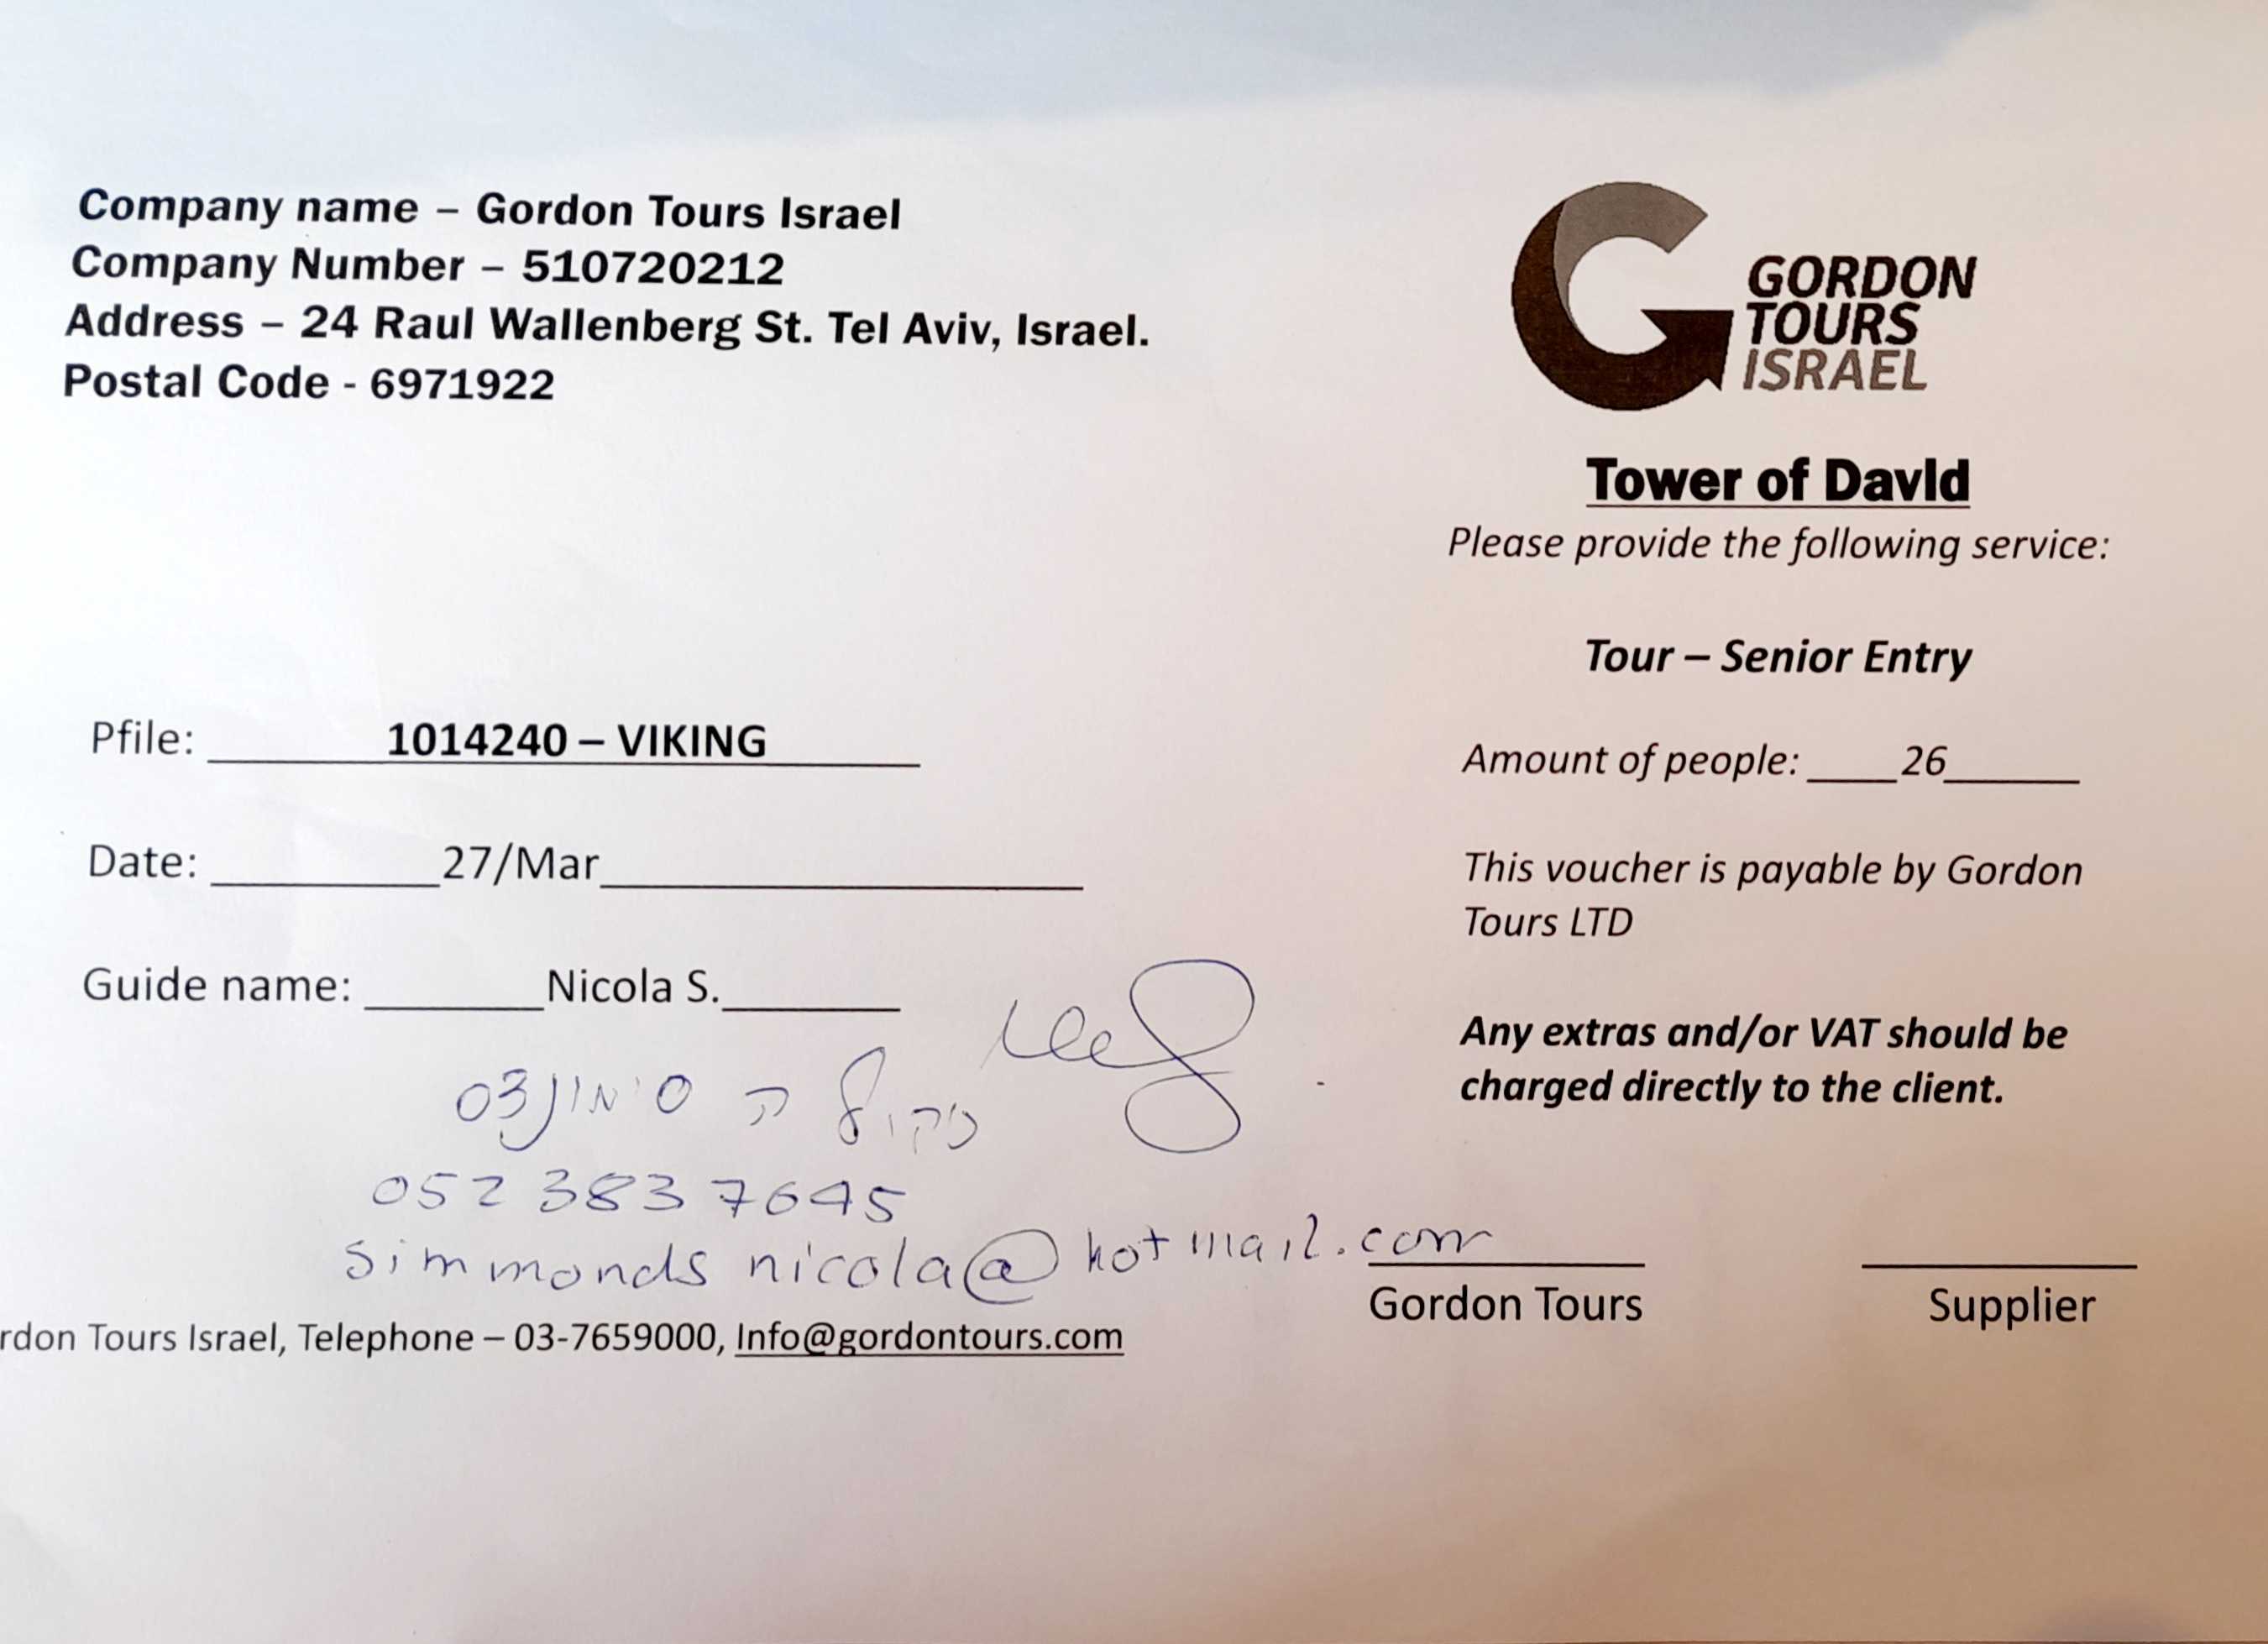 Company name – Gordon Tours Israel
Company Number – 510720212
Address – 24 Raul Wallenberg St. Tel Aviv, Israel.
Postal Code - 6971922
GORDON
TOURS
ISRAEL
Tower of David
Please provide the following service:
Tour – Senior Entry
Pfile: 1014240 – VIKING
Amount of people: 26
Date: 27/Mar
This voucher is payable by Gordon
Tours LTD
Guide name: Nicola S.
Any extras and/or VAT should be
charged directly to the client.
ניקולה סימונדס
052 383 7645
simmonds nicola@hotmail.com
Gordon Tours
Supplier
rdon Tours Israel, Telephone – 03-7659000, Info@gordontours.com